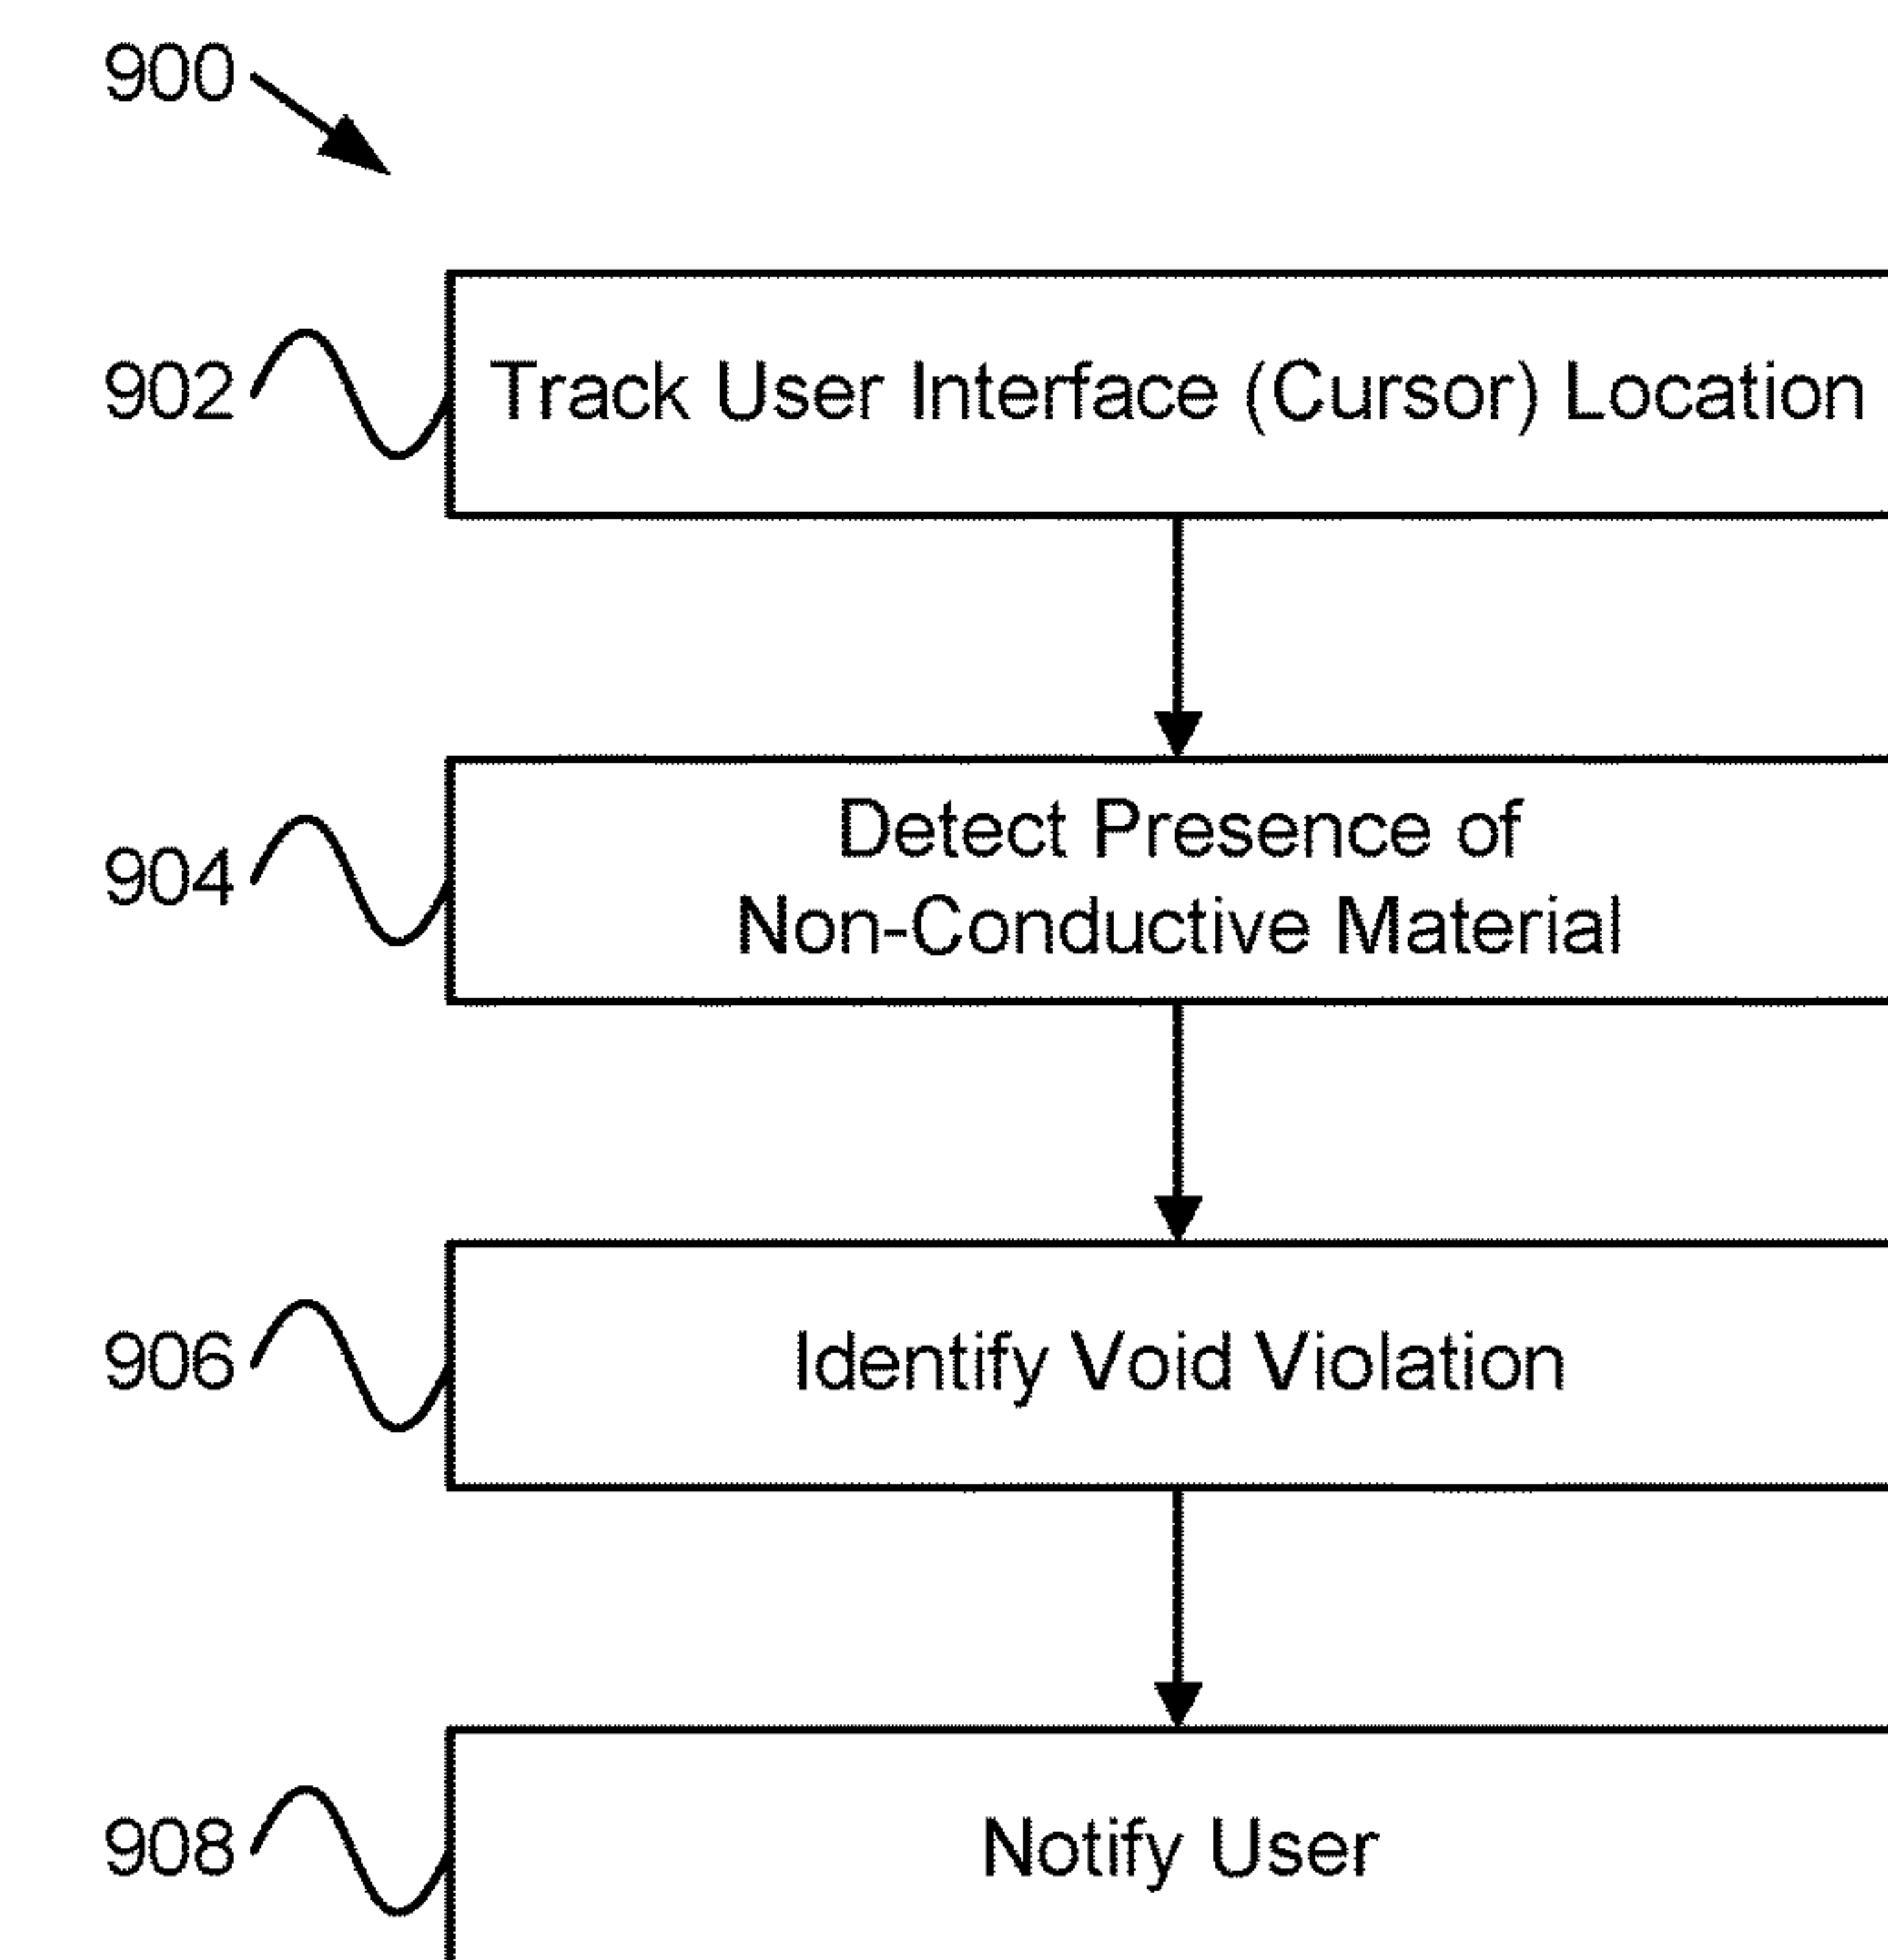 900
902 Track User Interface (Cursor) Location
Detect Presence of
904
Non-Conductive Material
906 Identify Void Violation
908 Notify User